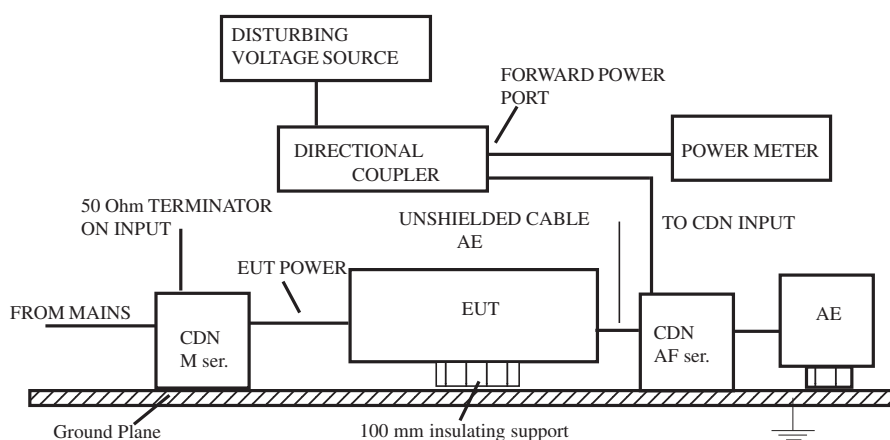 DISTURBING
VOLTAGE SOURCE
FORWARD POWER
PORT
DIRECTIONAL
COUPLER
POWER METER
50 Ohm TERMINATOR
ON INPUT
UNSHIELDED CABLE
AE
TO CDN INPUT
EUT POWER
EUT
FROM MAINS
CDN
M ser.
CDN
AF ser.
AE
Ground Plane
100 mm insulating support